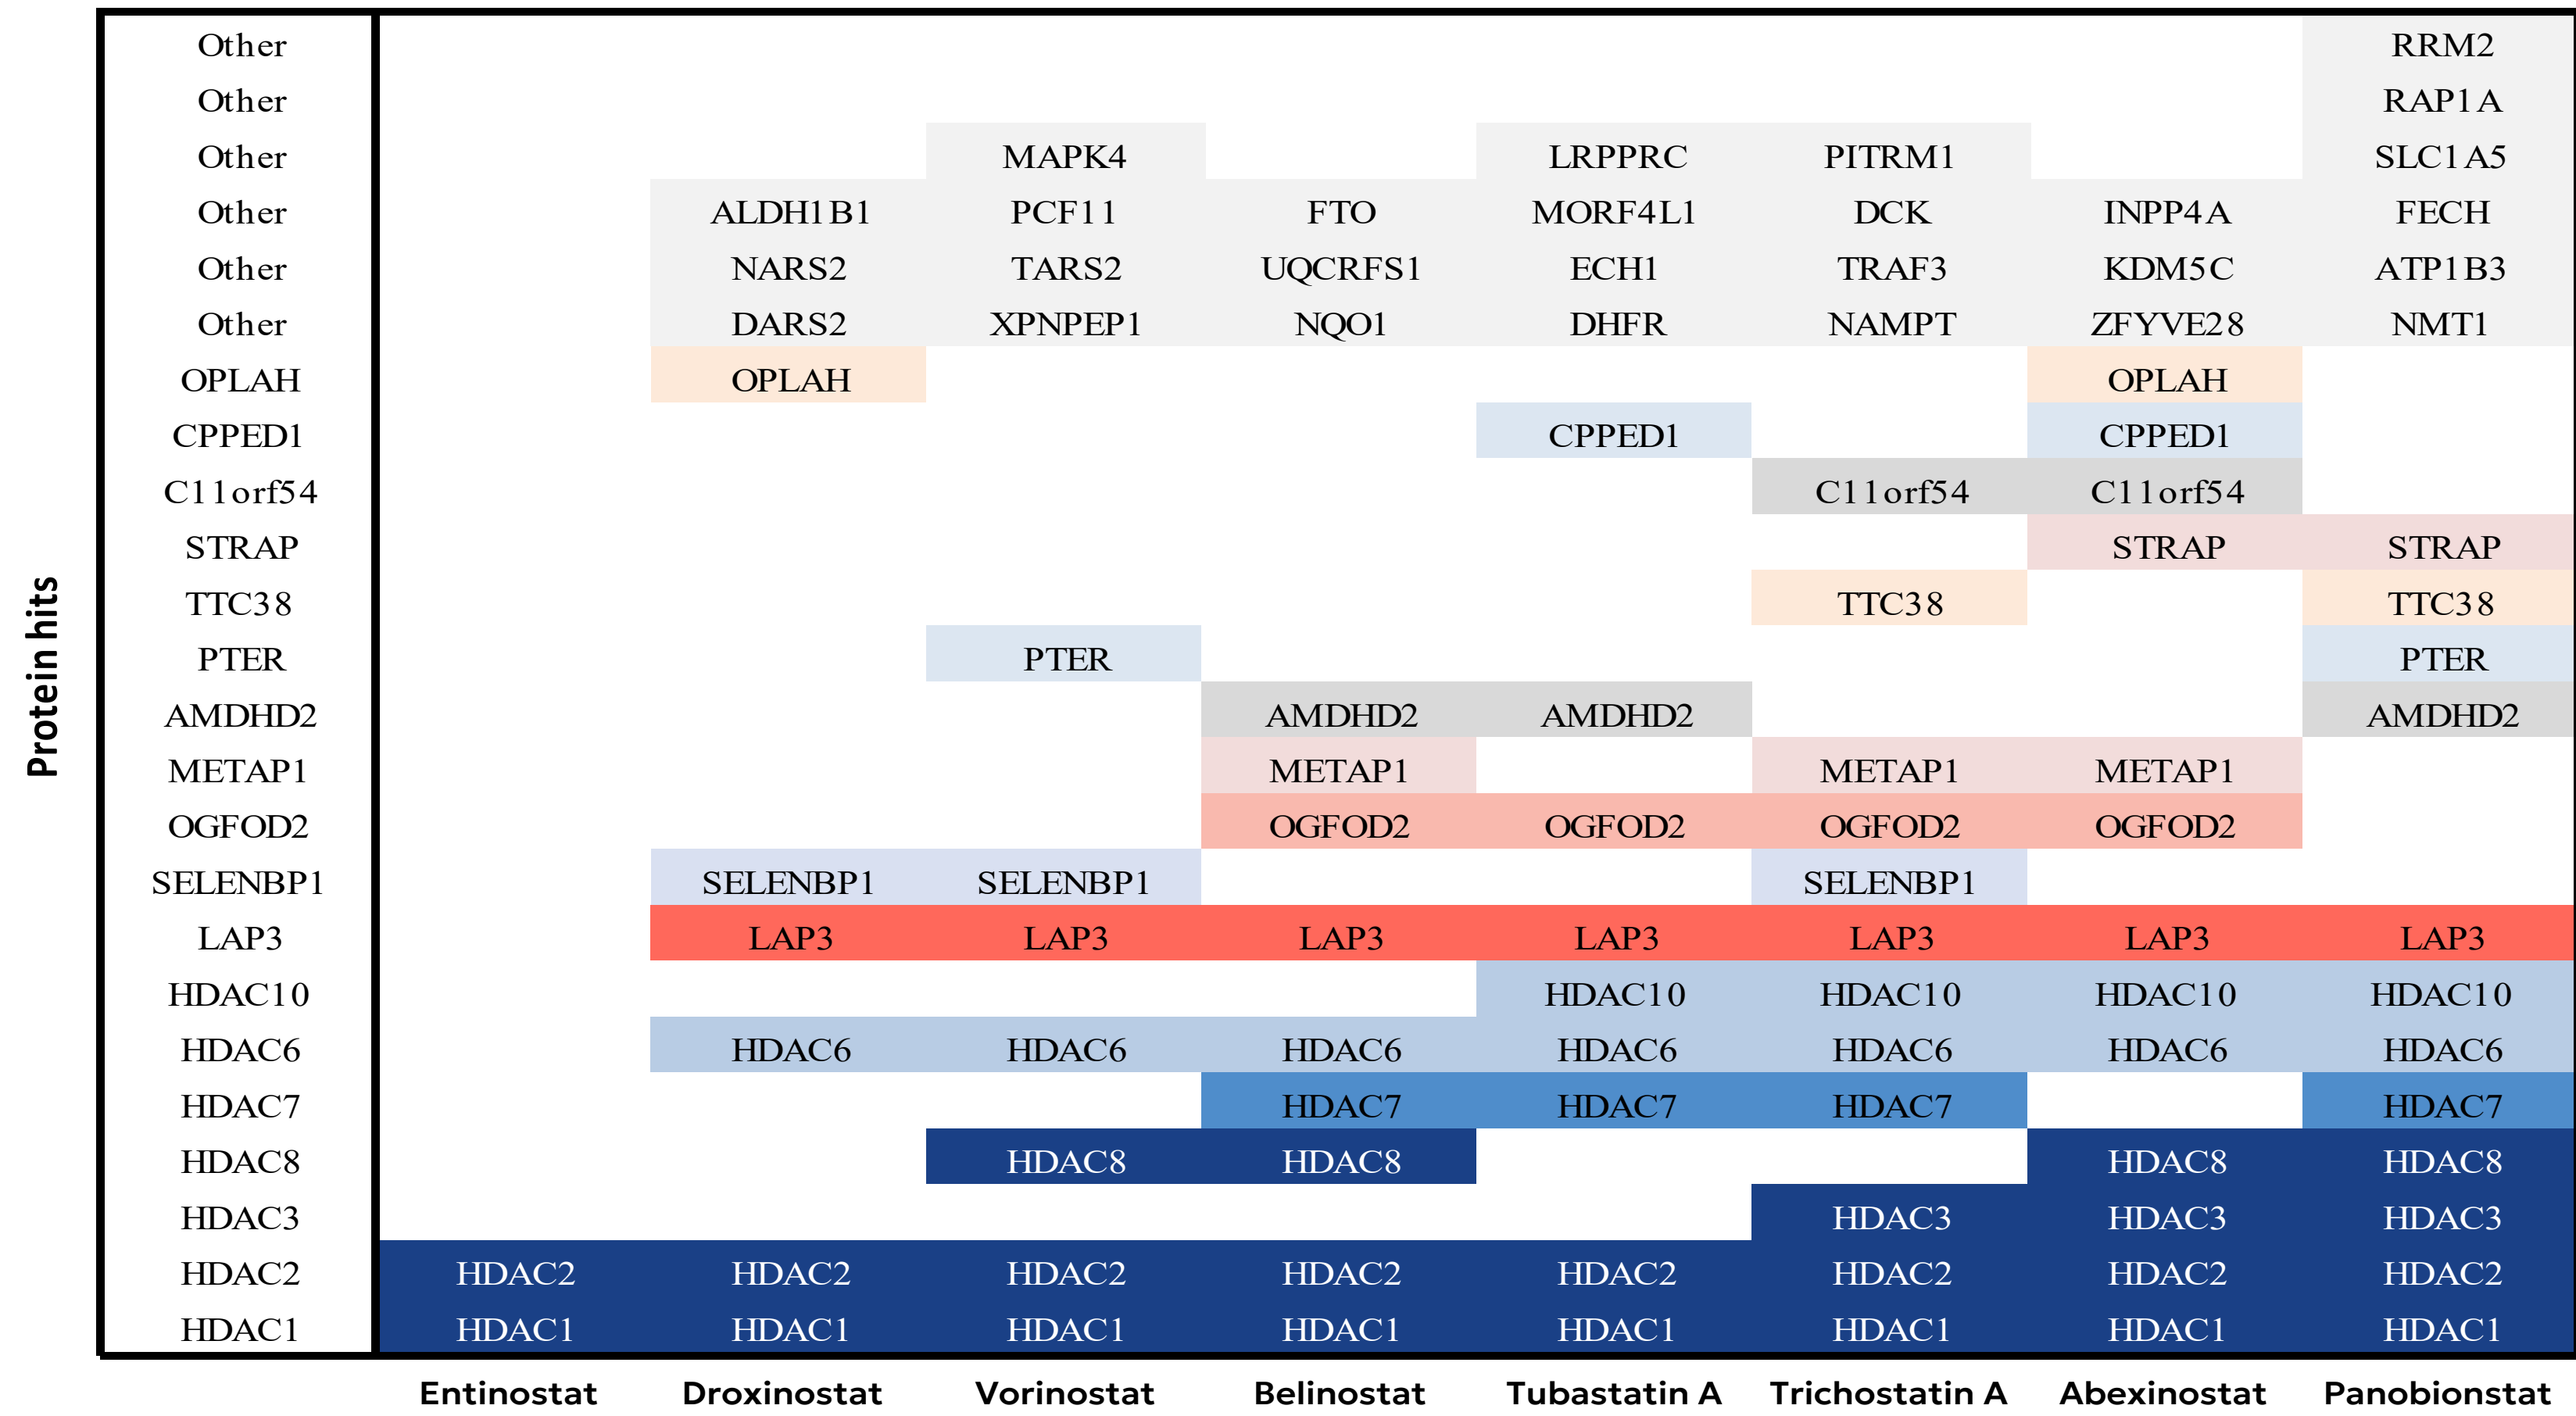 Protein hits
Other RRM2
Other RAP1A
Other MAPK4 LRPPRC PITRM1 SLC1A5
Other ALDH1B1 PCF11 FTO MORF4L1 DCK INPP4A FECH
Other NARS2 TARS2 UQCRFS1 ECH1 TRAF3 KDM5C ATP1B3
Other DARS2 XPNPEP1 NQO1 DHFR NAMPT ZFYVE28 NMT1
OPLAH OPLAH OPLAH
CPPED1 CPPED1 CPPED1
C11orf54 C11orf54 C11orf54
STRAP STRAP STRAP
TTC38 TTC38 TTC38
PTER PTER PTER
AMDHD2 AMDHD2 AMDHD2 AMDHD2
METAP1 METAP1 METAP1 METAP1
OGFOD2 OGFOD2 OGFOD2 OGFOD2 OGFOD2
SELENBP1 SELENBP1 SELENBP1 SELENBP1
LAP3 LAP3 LAP3 LAP3 LAP3 LAP3 LAP3 LAP3
HDAC10 HDAC10 HDAC10 HDAC10 HDAC10
HDAC6 HDAC6 HDAC6 HDAC6 HDAC6 HDAC6 HDAC6 HDAC6
HDAC7 HDAC7 HDAC7 HDAC7 HDAC7
HDAC8 HDAC8 HDAC8 HDAC8 HDAC8
HDAC3 HDAC3 HDAC3 HDAC3
HDAC2 HDAC2 HDAC2 HDAC2 HDAC2 HDAC2 HDAC2 HDAC2 HDAC2
HDAC1 HDAC1 HDAC1 HDAC1 HDAC1 HDAC1 HDAC1 HDAC1 HDAC1
Entinostat Droxinostat Vorinostat Belinostat Tubastatin A Trichostatin A Abexinostat Panobionstat